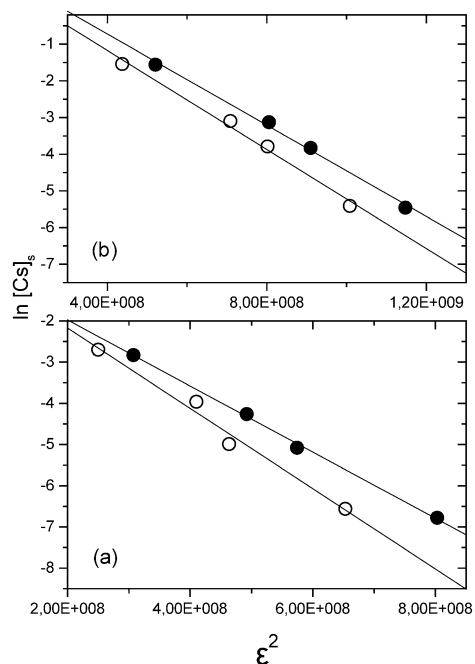 -1
-2
-3
-4
-5
-6
-7
(b)
4,00E+008
8,00E+008
1,20E+009
ln [Cs]s
-2
-3
-4
-5
-6
-7
-8
(a)
2,00E+008
4,00E+008
6,00E+008
8,00E+008
ε²